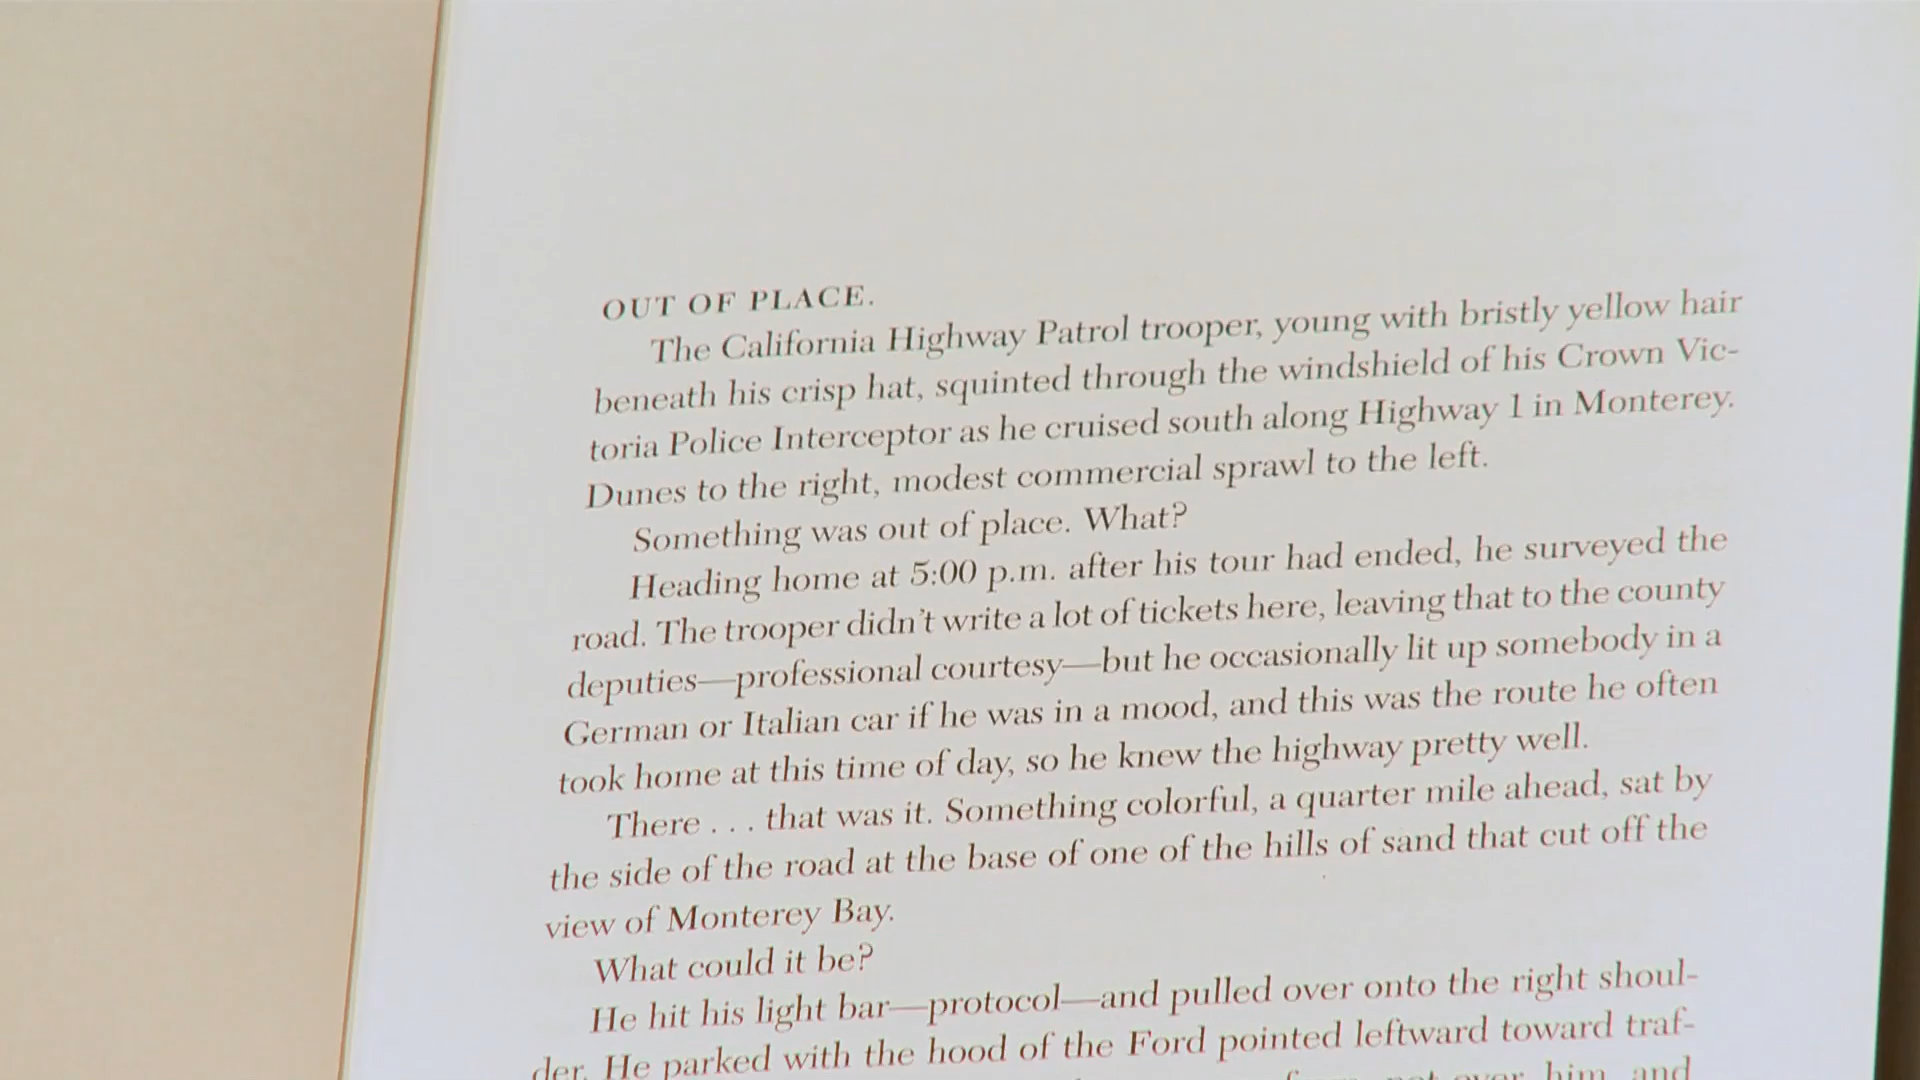 OUT OF PLACE.
The California Highway Patrol trooper, young with bristly yellow hair
beneath his crisp hat, squinted through the windshield of his Crown Vic-
toria Police Interceptor as he cruised south along Highway 1 in Monterey.
Dunes to the right, modest commercial sprawl to the left.
Something was out of place. What?
Heading home at 5:00 p.m. after his tour had ended, he surveyed the
road. The trooper didn't write a lot of tickets here, leaving that to the county
deputies—professional courtesy—but he occasionally lit up somebody in a
German or Italian car if he was in a mood, and this was the route he often
took home at this time of day, so he knew the highway pretty well.
There . . . that was it. Something colorful, a quarter mile ahead, sat by
the side of the road at the base of one of the hills of sand that cut off the
view of Monterey Bay.
What could it be?
He hit his light bar—protocol—and pulled over onto the right shoul-
der. He parked with the hood of the Ford pointed leftward toward traf-
over him, and